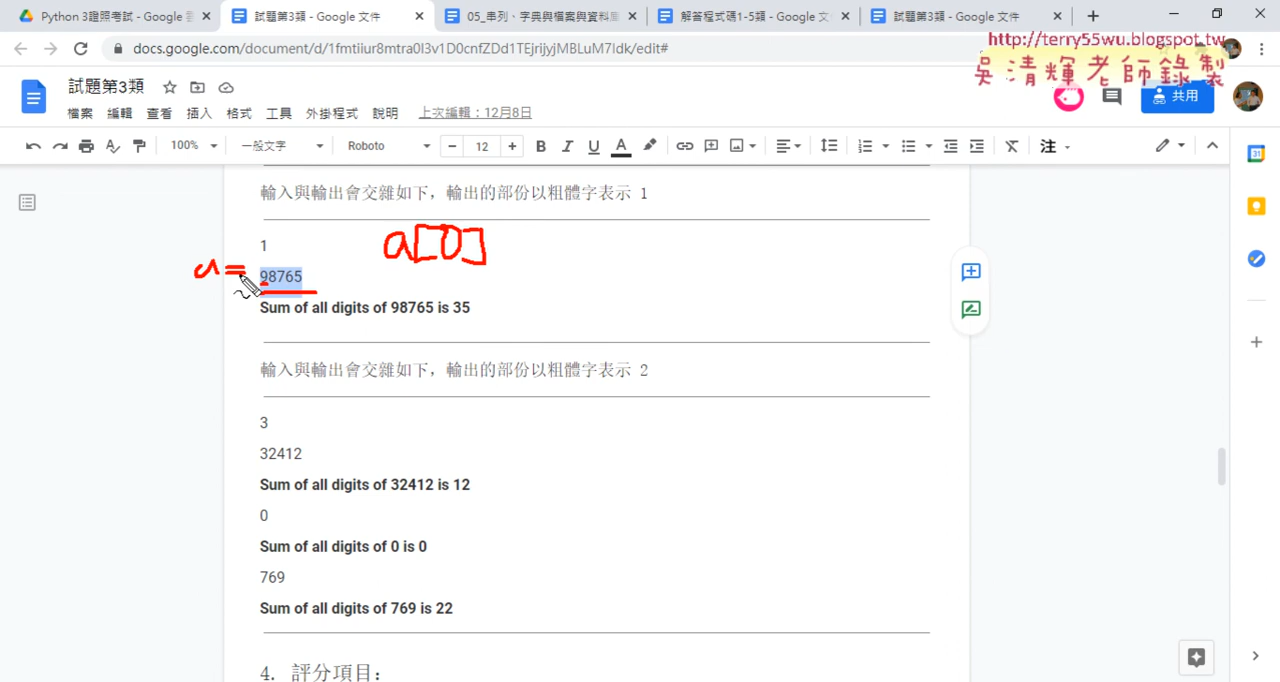 Python 3證照考試 - Google 雲
試題第3類 - Google 文件
05_串列、字典與檔案與資料庫
解答程式碼1-5類 - Google 文
試題第3類 - Google 文件
docs.google.com/document/d/1fmtiiur8mtra0I3v1D0cnfZDd1TEjrijyjMBLuM7Idk/edit#
http://terry55wu.blogspot.tw
吳清輝老師錄製
試題第3類
檔案 編輯 查看 插入 格式 工具 外掛程式 說明 上次編輯：12月8日
共用
100% 一般文字 Roboto 12 B I U A 注
31
輸入與輸出會交雜如下，輸出的部份以粗體字表示 1
1
a[0]
a=
98765
Sum of all digits of 98765 is 35
輸入與輸出會交雜如下，輸出的部份以粗體字表示 2
3
32412
Sum of all digits of 32412 is 12
0
Sum of all digits of 0 is 0
769
Sum of all digits of 769 is 22
4. 評分項目：